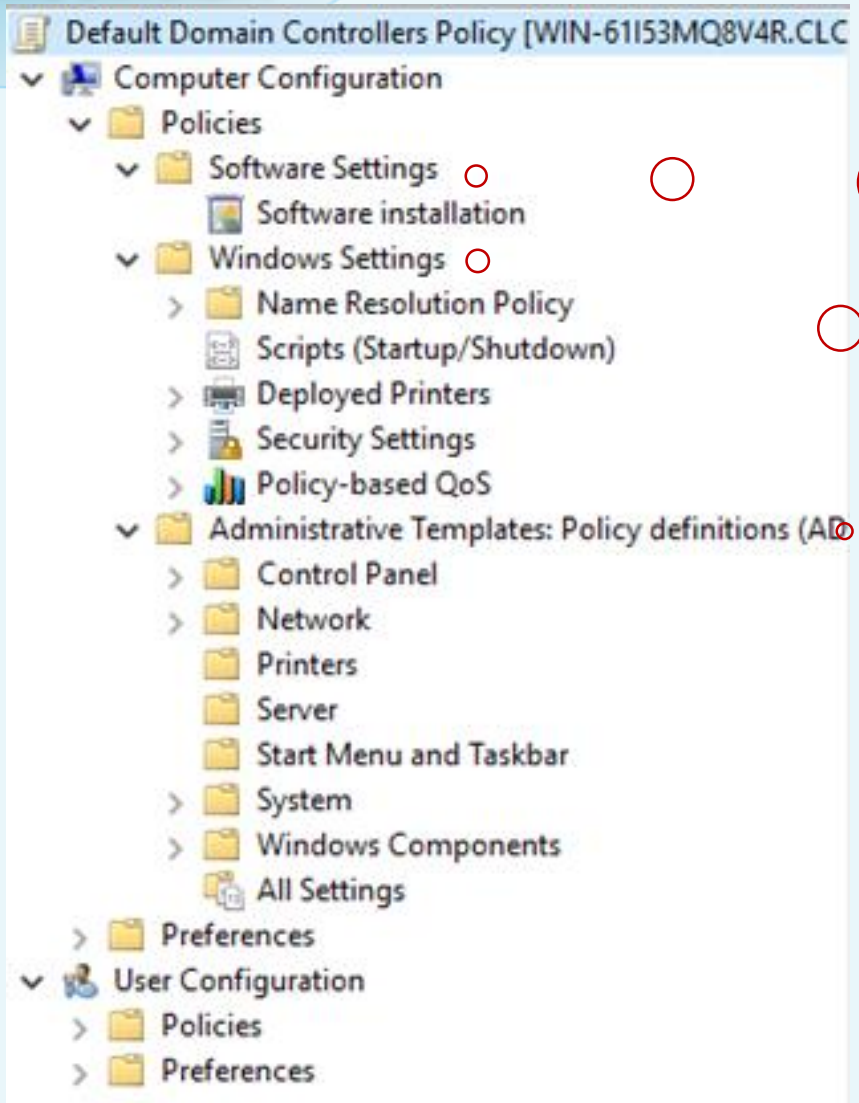 Default Domain Controllers Policy [WIN-61I53MQ8V4R.CLC
Computer Configuration
Policies
Software Settings
Software installation
Windows Settings
Name Resolution Policy
Scripts (Startup/Shutdown)
Deployed Printers
Security Settings
Policy-based QoS
Administrative Templates: Policy definitions (AD
Control Panel
Network
Printers
Server
Start Menu and Taskbar
System
Windows Components
All Settings
Preferences
User Configuration
Policies
Preferences